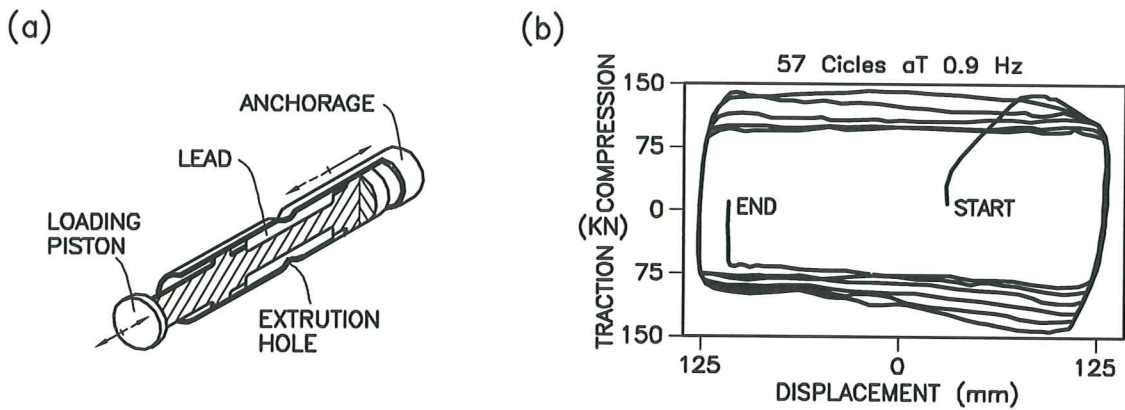 (a)
ANCHORAGE
LEAD
LOADING
PISTON
EXTRUTION
HOLE
(b)
57 Cicles aT 0.9 Hz
TRACTION COMPRESSION
(KN)
150
75
0
75
150
END
START
125
0
125
DISPLACEMENT (mm)